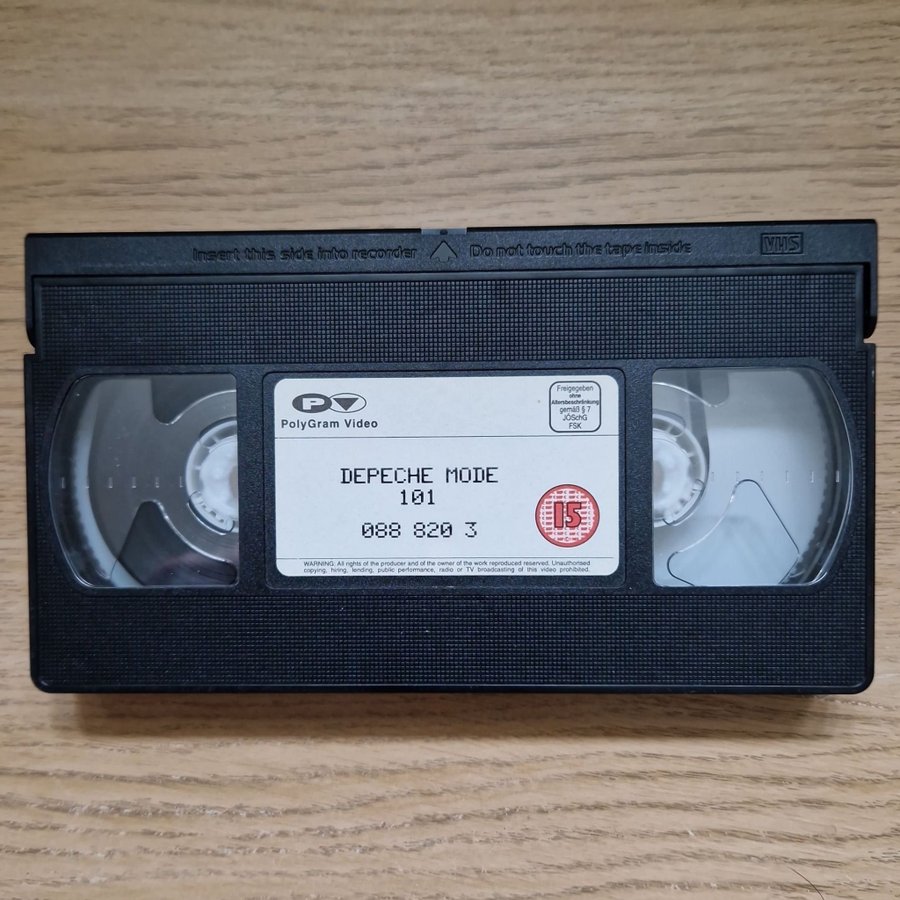 Insert this side into recorder Do not touch the tape inside
VHS
P
PolyGram Video
Freigegeben
ohne
Altersbeschränkung
gemäß § 7
JÖSchG
FSK
DEPECHE MODE
101
088 820 3
15
WARNING: All rights of the producer and of the owner of the work reproduced reserved. Unauthorised
copying, hiring, lending, public performance, radio or TV broadcasting of this video prohibited.